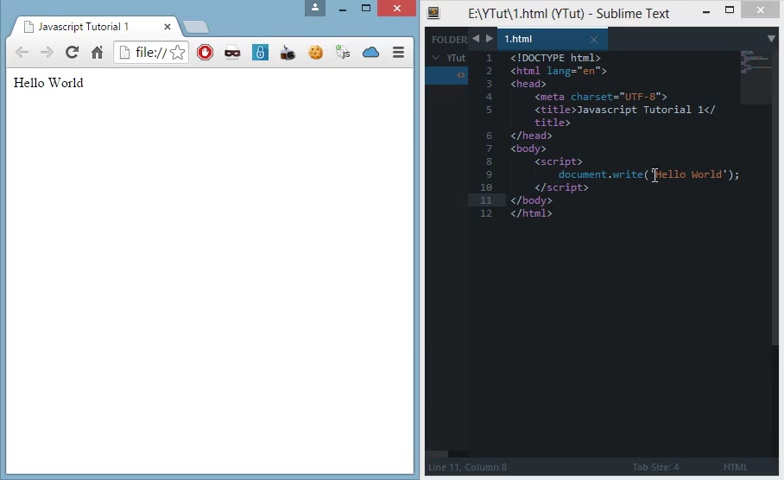 Javascript Tutorial 1
file://
Hello World
E:\YTut\1.html (YTut) - Sublime Text
FOLDER
YTut
1.html
1 <!DOCTYPE html>
2 <html lang="en">
3 <head>
4 <meta charset="UTF-8">
5 <title>Javascript Tutorial 1</
title>
6 </head>
7 <body>
8 <script>
9 document.write('Hello World');
10 </script>
11 </body>
12 </html>
Line 11, Column 8
Tab Size: 4
HTML